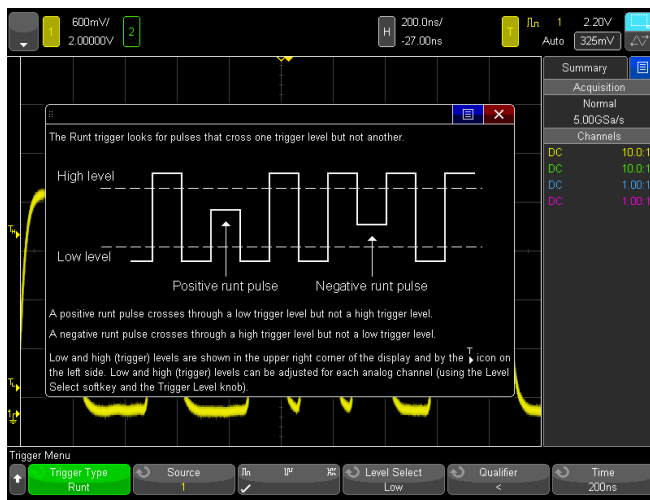 1 600mV/ 2 H 200.0ns/ T 1 2.20V
2.00000V -27.00ns Auto 325mV
Summary
Acquisition
Normal
5.00GSa/s
Channels
DC 10.0:1
DC 10.0:1
DC 1.00:1
DC 1.00:1
The Runt trigger looks for pulses that cross one trigger level but not another.
High level
Low level
Positive runt pulse Negative runt pulse
A positive runt pulse crosses through a low trigger level but not a high trigger level.
A negative runt pulse crosses through a high trigger level but not a low trigger level.
Low and high (trigger) levels are shown in the upper right corner of the display and by the T icon on
the left side. Low and high (trigger) levels can be adjusted for each analog channel (using the Level
Select softkey and the Trigger Level knob).
Trigger Menu
Trigger Type Source Level Select Qualifier Time
Runt 1 Low < 200ns